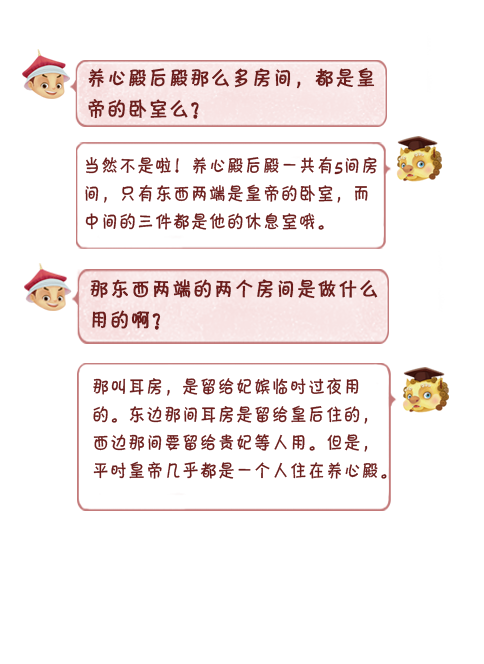 养心殿后殿那么多房间，都是皇
帝的卧室么？
当然不是啦！养心殿后殿一共有5间房
间，只有东西两端是皇帝的卧室，而
中间的三件都是他的休息室哦。
那东西两端的两个房间是做什么
用的啊？
那叫耳房，是留给妃嫔临时过夜用
的。东边那间耳房是留给皇后住的，
西边那间要留给贵妃等人用。但是，
平时皇帝几乎都是一个人住在养心殿。